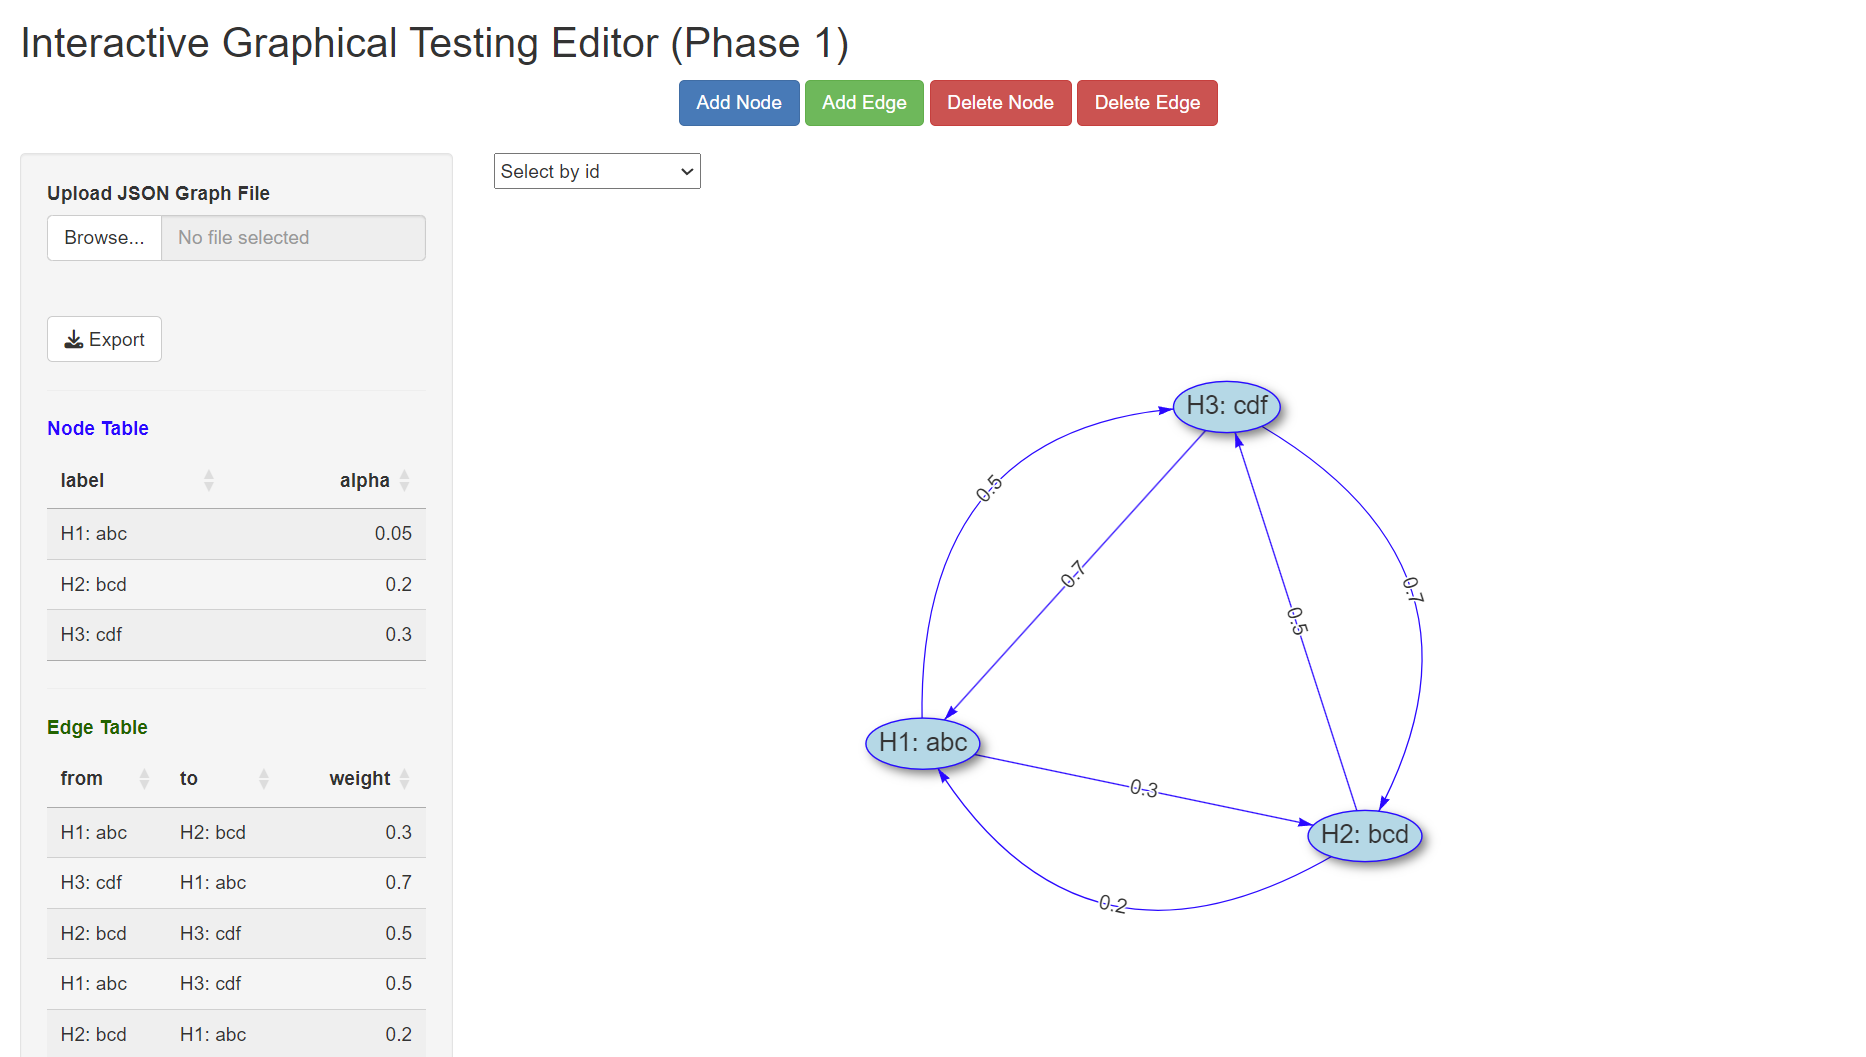 Interactive Graphical Testing Editor (Phase 1)
Add Node Add Edge Delete Node Delete Edge
Upload JSON Graph File
Browse... No file selected
Export
Node Table
label alpha
H1: abc 0.05
H2: bcd 0.2
H3: cdf 0.3
Edge Table
from to weight
H1: abc H2: bcd 0.3
H3: cdf H1: abc 0.7
H2: bcd H3: cdf 0.5
H1: abc H3: cdf 0.5
H2: bcd H1: abc 0.2
Select by id
H3: cdf
0.5
0.7
0.7
0.5
H1: abc
0.3
H2: bcd
0.2